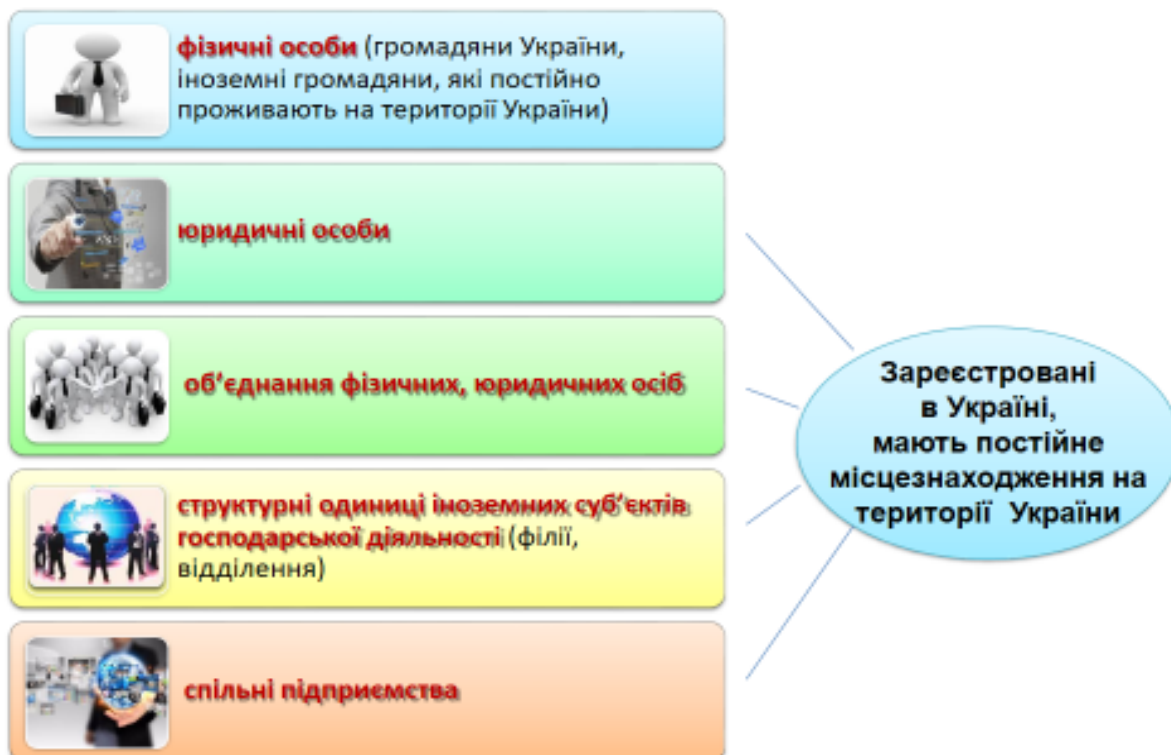 фізичні особи (громадяни України,
іноземні громадяни, які постійно
проживають на території України)
юридичні особи
об’єднання фізичних, юридичних осіб
структурні одиниці іноземних суб’єктів
господарської діяльності (філії,
відділення)
спільні підприємства
Зареєстровані
в Україні,
мають постійне
місцезнаходження на
території України